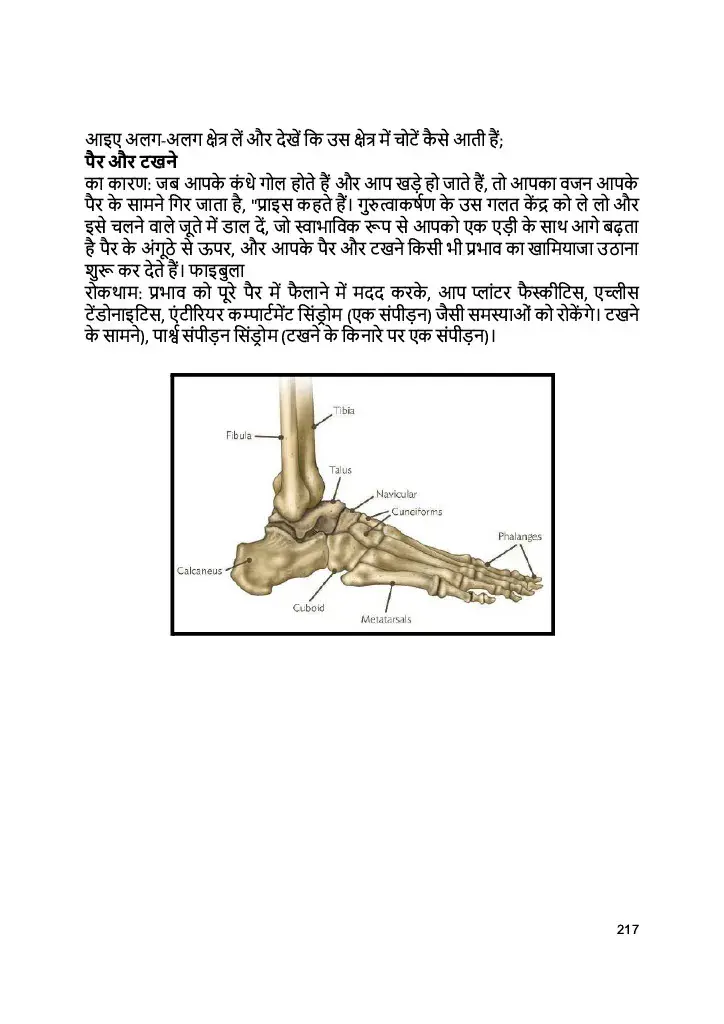 आइए अलग-अलग क्षेत्र लें और देखें कि उस क्षेत्र में चोटें कैसे आती हैं;
पैर और टखने
का कारण: जब आपके कंधे गोल होते हैं और आप खड़े हो जाते हैं, तो आपका वजन आपके
पैर के सामने गिर जाता है, "प्राइस कहते हैं। गुरुत्वाकर्षण के उस गलत केंद्र को ले लो और
इसे चलने वाले जूते में डाल दें, जो स्वाभाविक रूप से आपको एक एड़ी के साथ आगे बढ़ता
है पैर के अंगूठे से ऊपर, और आपके पैर और टखने किसी भी प्रभाव का खामियाजा उठाना
शुरू कर देते हैं। फाइबुला
रोकथाम: प्रभाव को पूरे पैर में फैलाने में मदद करके, आप प्लांटर फैस्कीटिस, एच्लीस
टेंडोनाइटिस, एंटीरियर कम्पार्टमेंट सिंड्रोम (एक संपीड़न) जैसी समस्याओं को रोकेंगे। टखने
के सामने), पार्श्व संपीड़न सिंड्रोम (टखने के किनारे पर एक संपीड़न)।
Tibia
Fibula
Talus
Navicular
Cunciforms
Phalanges
Calcaneus
Cuboid
Metatarsals
217